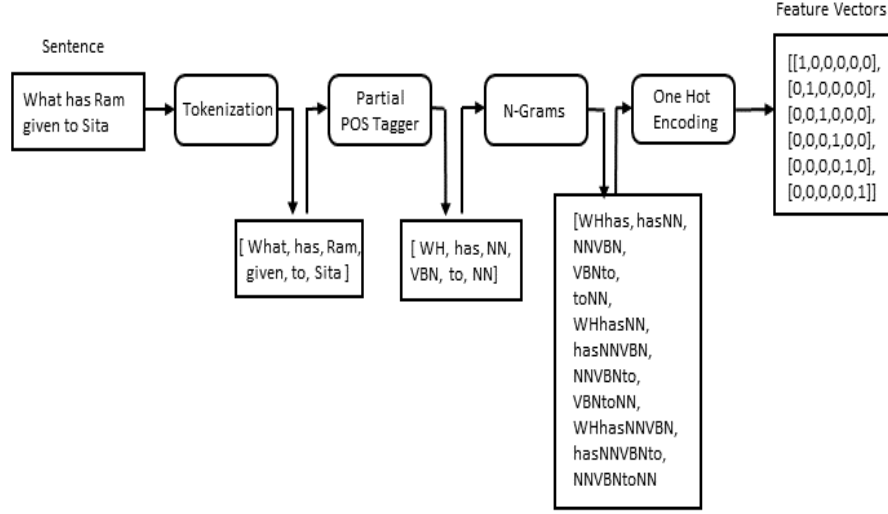 Sentence
What has Ram
given to Sita
Tokenization
[ What, has, Ram,
given, to, Sita ]
Partial
POS Tagger
[ WH, has, NN,
VBN, to, NN]
N-Grams
[WHhas, hasNN,
NNVBN,
VBNto,
toNN,
WHhasNN,
hasNNVBN,
NNVBNto,
VBNtoNN,
WHhasNNVBN,
hasNNVBNto,
NNVBNtoNN
One Hot
Encoding
Feature Vectors
[[1,0,0,0,0,0],
[0,1,0,0,0,0],
[0,0,1,0,0,0],
[0,0,0,1,0,0],
[0,0,0,0,1,0],
[0,0,0,0,0,1]]